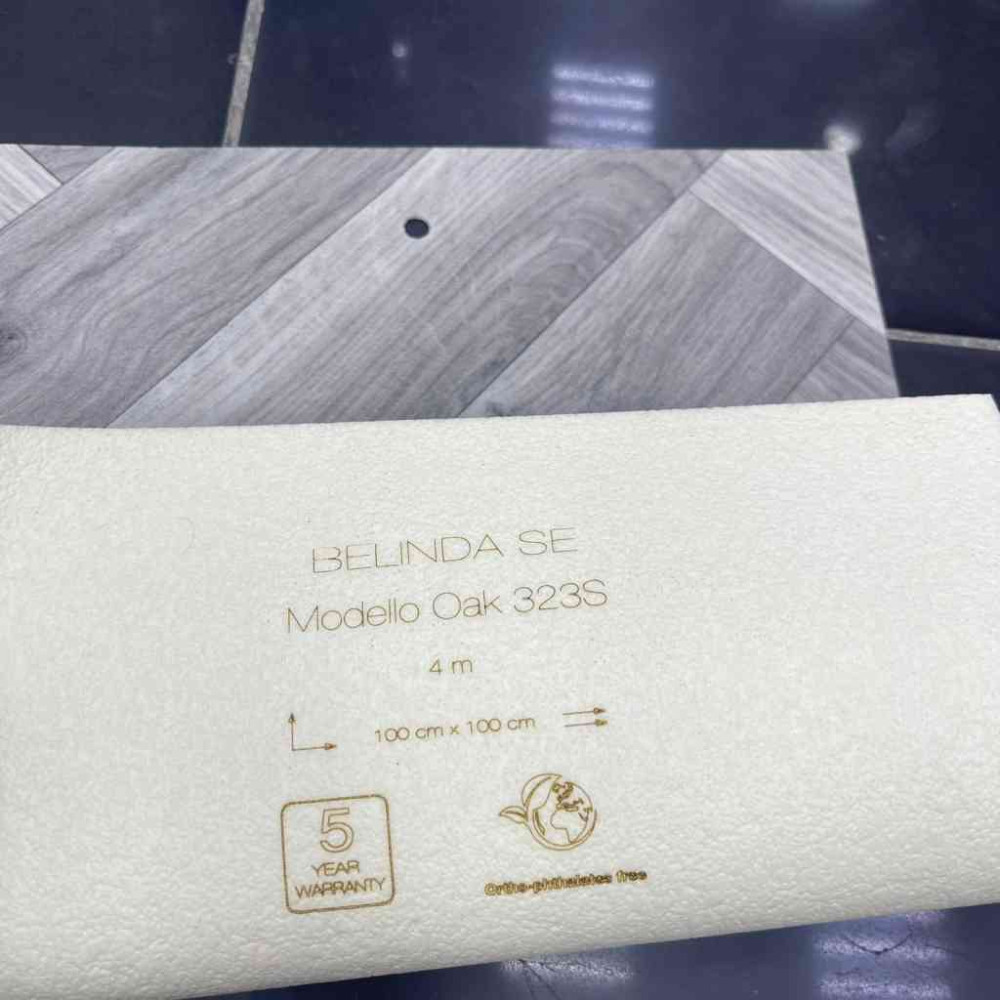 BELINDA SE
Modello Oak 323S
4 m
100 cm x 100 cm
5
YEAR
WARRANTY
Ortho-phthalates free